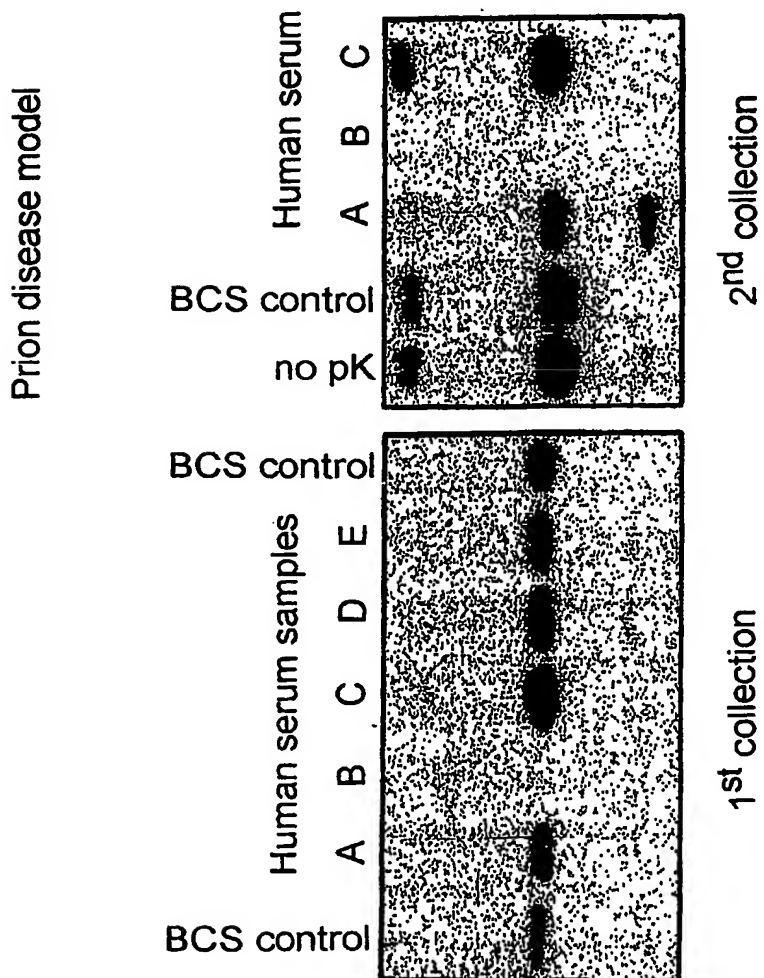 Prion disease model
Human serum samples
BCS control
A
B
C
D
E
BCS control
1st collection
Human serum
no pK
BCS control
A
B
C
2nd collection